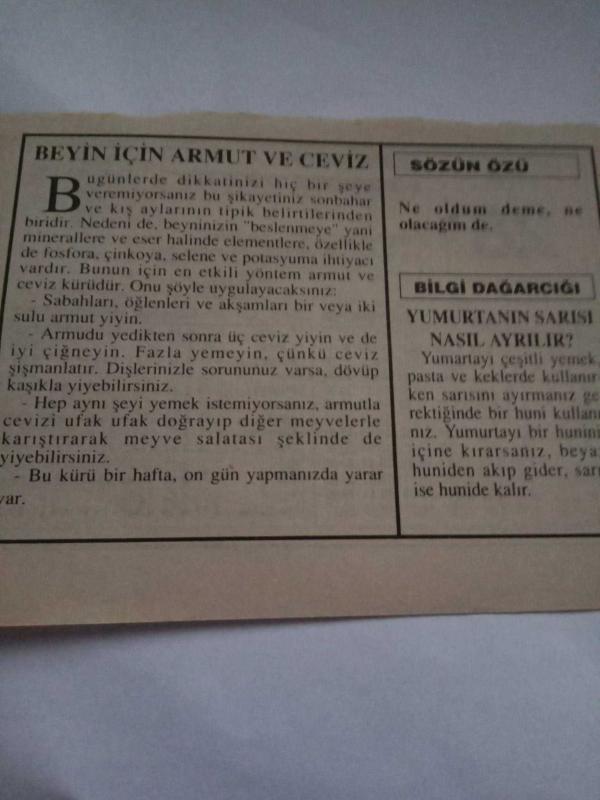 BEYİN İÇİN ARMUT VE CEVİZ
Bugünlerde dikkatinizi hiç bir şeye
veremiyorsanız bu şikayetiniz sonbahar
ve kış aylarının tipik belirtilerinden
biridir. Nedeni de, beyninizin "beslenmeye" yani
minerallere ve eser halinde elementlere, özellikle
de fosfora, çinkoya, selene ve potasyuma ihtiyacı
vardır. Bunun için en etkili yöntem armut ve
ceviz kürüdür. Onu şöyle uygulayacaksınız:
- Sabahları, öğlenleri ve akşamları bir veya iki
sulu armut yiyin.
- Armudu yedikten sonra üç ceviz yiyin ve de
iyi çiğneyin. Fazla yemeyin, çünkü ceviz
şişmanlatır. Dişlerinizle sorununuz varsa, dövüp
kaşıkla yiyebilirsiniz.
- Hep aynı şeyi yemek istemiyorsanız, armutla
cevizi ufak ufak doğrayıp diğer meyvelerle
karıştırarak meyve salatası şeklinde de
yiyebilirsiniz.
- Bu kürü bir hafta, on gün yapmanızda yarar
var.
SÖZÜN ÖZÜ
Ne oldum deme, ne
olacağım de.
BİLGİ DAĞARCIĞI
YUMURTANIN SARISI
NASIL AYRILIR?
Yumartayı çeşitli yemek,
pasta ve keklerde kullanır-
ken sarısını ayırmanız ge
rektiğinde bir huni kullanı
nız. Yumurtayı bir hunini
içine kırarsanız, beya
huniden akıp gider, sarı
ise hunide kalır.